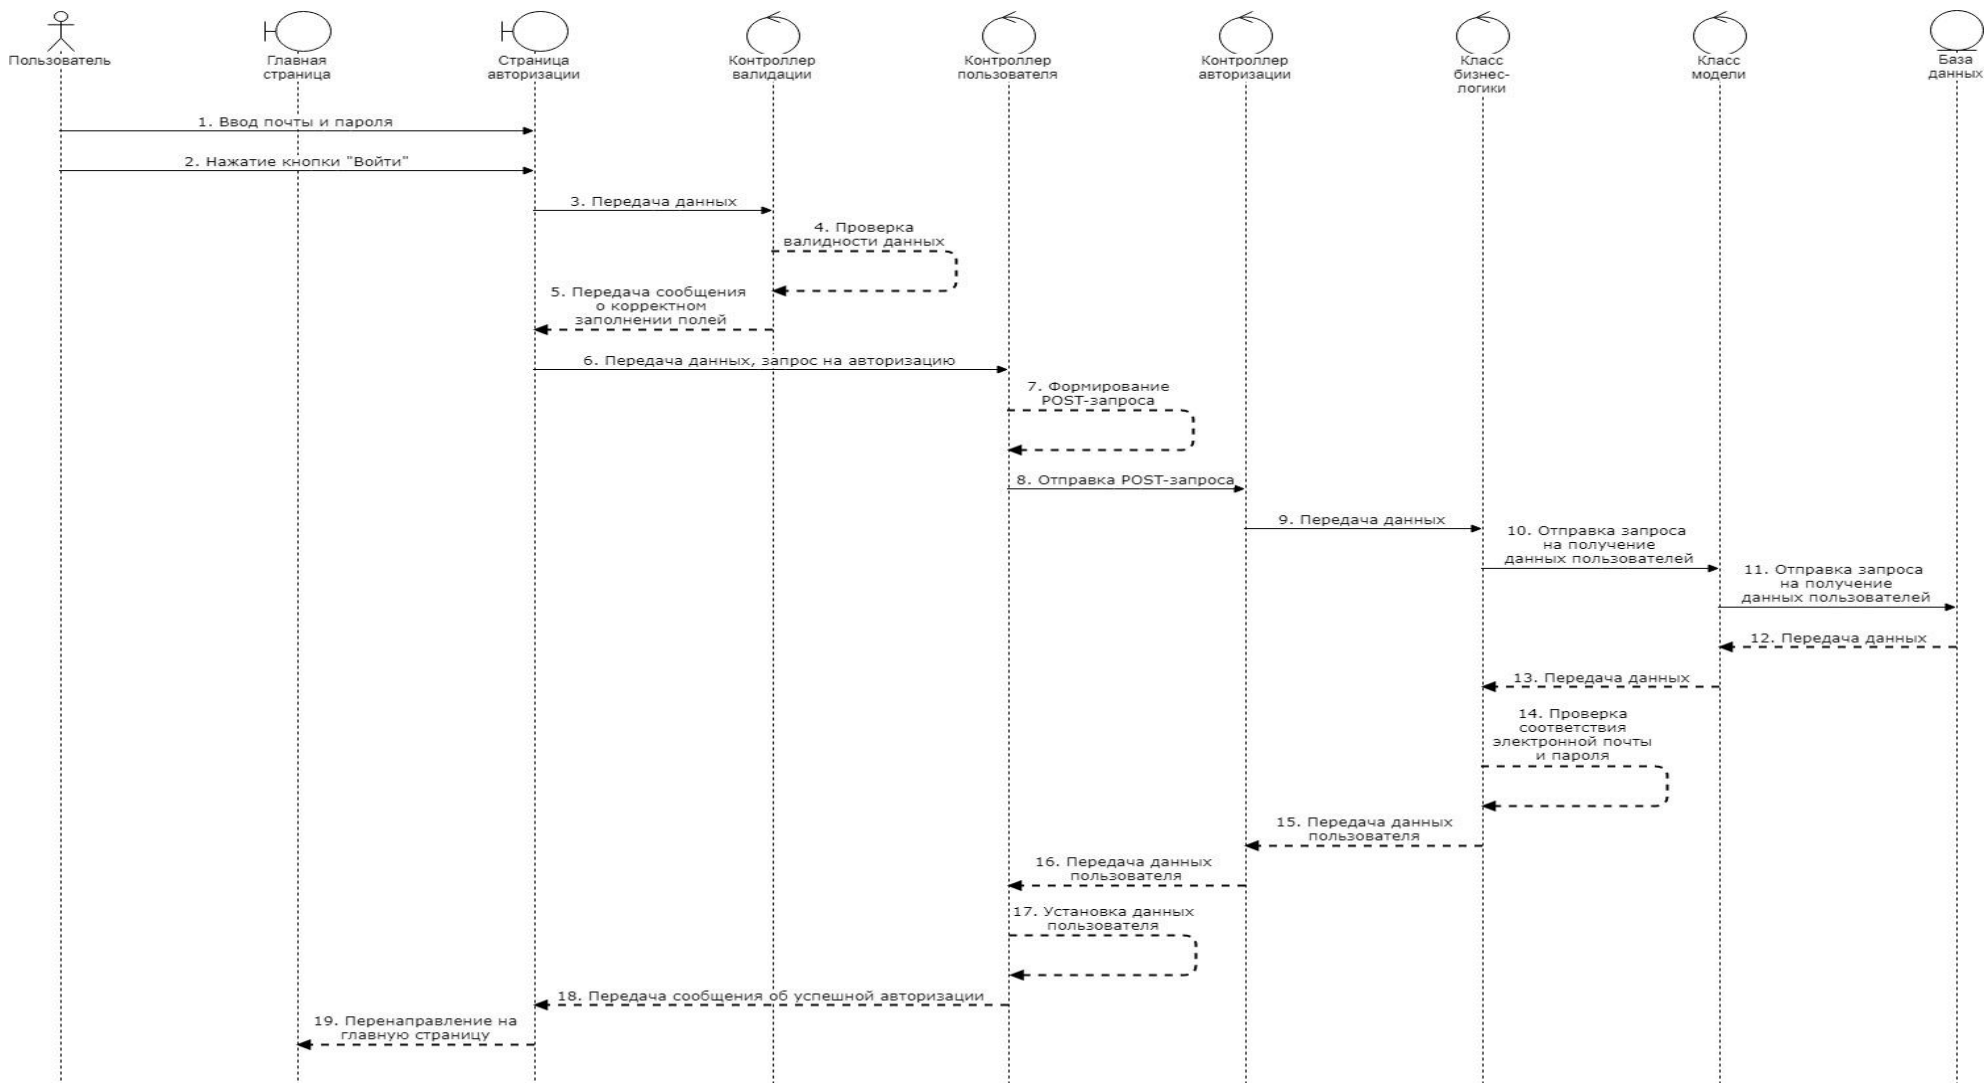 Пользователь
Главная
страница
Страница
авторизации
Контроллер
валидации
Контроллер
пользователя
Контроллер
авторизации
Класс
бизнес-
логики
Класс
модели
База
данных
1. Ввод почты и пароля
2. Нажатие кнопки "Войти"
3. Передача данных
4. Проверка
валидности данных
5. Передача сообщения
о корректном
заполнении полей
6. Передача данных, запрос на авторизацию
7. Формирование
POST-запроса
8. Отправка POST-запроса
9. Передача данных
10. Отправка запроса
на получение
данных пользователей
11. Отправка запроса
на получение
данных пользователей
12. Передача данных
13. Передача данных
14. Проверка
соответствия
электронной почты
и пароля
15. Передача данных
пользователя
16. Передача данных
пользователя
17. Установка данных
пользователя
18. Передача сообщения об успешной авторизации
19. Перенаправление на
главную страницу